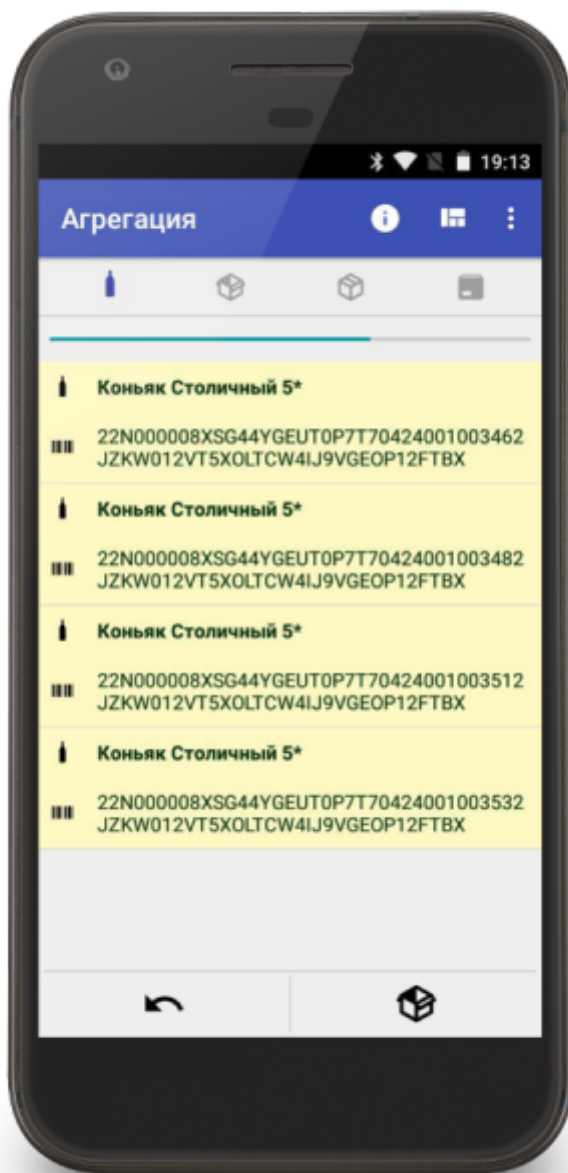 19:13
Агрегация
Коньяк Столичный 5*
22N000008XSG44YGEUT0P7T70424001003462
JZKW012VT5XOLTCW4IJ9VGEOP12FTBX
Коньяк Столичный 5*
22N000008XSG44YGEUT0P7T70424001003482
JZKW012VT5XOLTCW4IJ9VGEOP12FTBX
Коньяк Столичный 5*
22N000008XSG44YGEUT0P7T70424001003512
JZKW012VT5XOLTCW4IJ9VGEOP12FTBX
Коньяк Столичный 5*
22N000008XSG44YGEUT0P7T70424001003532
JZKW012VT5XOLTCW4IJ9VGEOP12FTBX